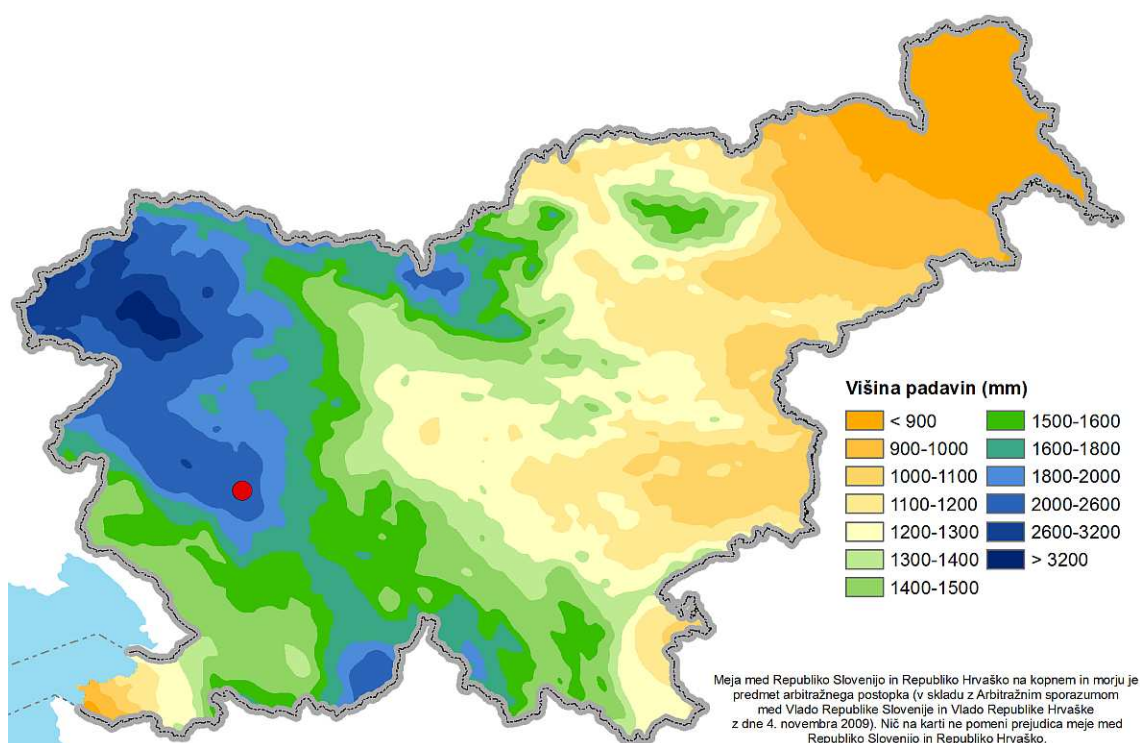 Višina padavin (mm)
< 900
900-1000
1000-1100
1100-1200
1200-1300
1300-1400
1400-1500
1500-1600
1600-1800
1800-2000
2000-2600
2600-3200
> 3200
Meja med Republiko Slovenijo in Republiko Hrvaško na kopnem in morju je
predmet arbitražnega postopka (v skladu z Arbitražnim sporazumom
med Vlado Republike Slovenije in Vlado Republike Hrvaške
z dne 4. novembra 2009). Nič na karti ne pomeni prejudica meje med
Republiko Slovenijo in Republiko Hrvaško.